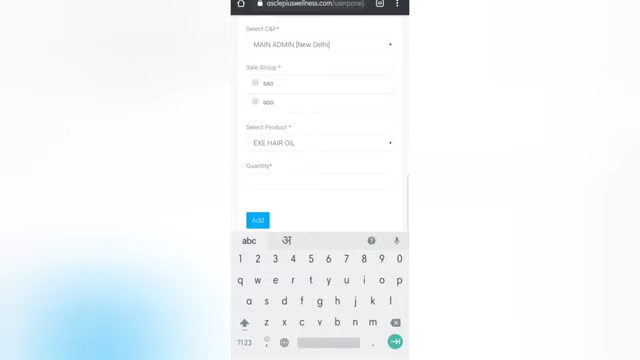 asclepiuswellness.com/userpanel
Select C&F*
MAIN ADMIN [New Delhi]
Sale Group *
SAO
SGO
Select Product *
EXE HAIR OIL
Quantity*
Add
abc अ
1 2 3 4 5 6 7 8 9 0
q w e r t y u i o p
a s d f g h j k l
z x c v b n m
?123 .